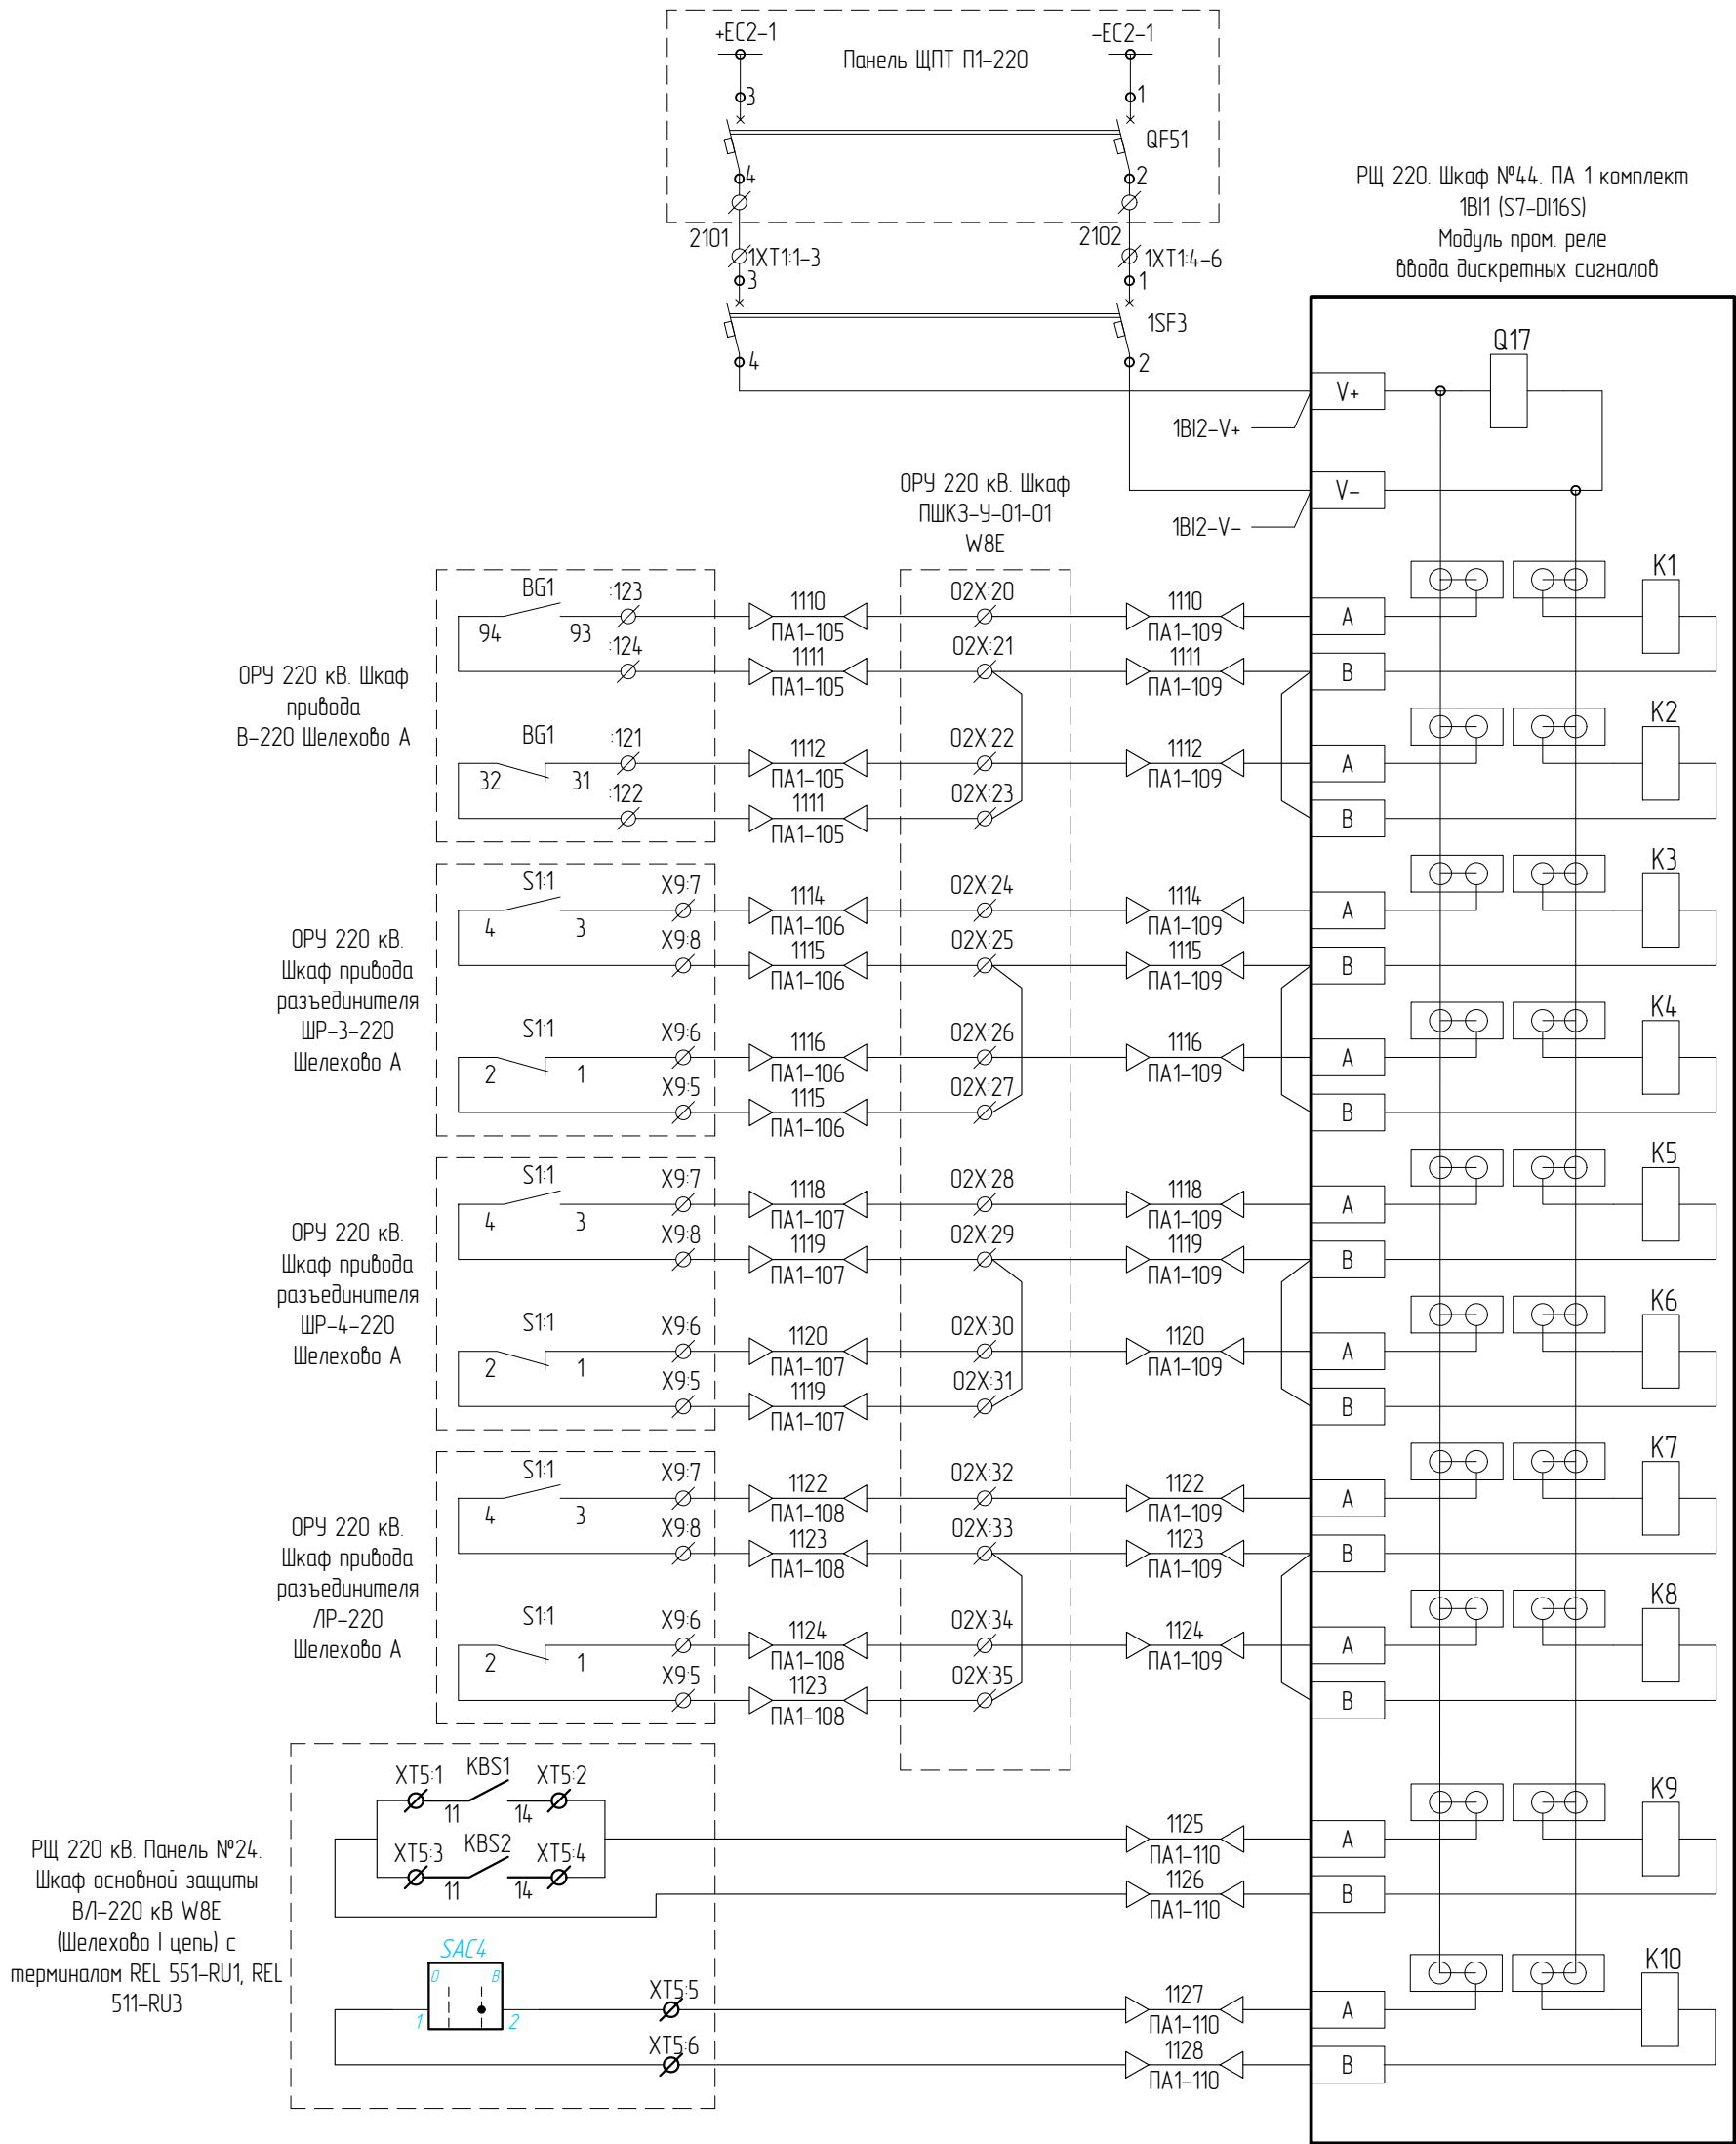 +EC2-1
-EC2-1
Панель ЩПТ П1-220
3
1
QF51
4
2
2101
2102
1XT1:1-3
1XT1:4-6
3
1
1SF3
4
2
РЩ 220. Шкаф №44. ПА 1 комплект
1BI1 (S7-DI16S)
Модуль пром. реле
ввода дискретных сигналов
Q17
V+
1BI2-V+
V-
1BI2-V-
ОРУ 220 кВ. Шкаф
ПШК3-У-01-01
W8E
ОРУ 220 кВ. Шкаф
привода
В-220 Шелехово А
BG1
:123
94
93
:124
1110
ПА1-105
1111
ПА1-105
02X:20
02X:21
1110
ПА1-109
1111
ПА1-109
A
B
K1
BG1
:121
32
31
:122
1112
ПА1-105
1111
ПА1-105
02X:22
02X:23
1112
ПА1-109
A
B
K2
ОРУ 220 кВ.
Шкаф привода
разъединителя
ШР-3-220
Шелехово А
S1:1
X9:7
4
3
X9:8
1114
ПА1-106
1115
ПА1-106
02X:24
02X:25
1114
ПА1-109
1115
ПА1-109
A
B
K3
S1:1
X9:6
2
1
X9:5
1116
ПА1-106
1115
ПА1-106
02X:26
02X:27
1116
ПА1-109
A
B
K4
ОРУ 220 кВ.
Шкаф привода
разъединителя
ШР-4-220
Шелехово А
S1:1
X9:7
4
3
X9:8
1118
ПА1-107
1119
ПА1-107
02X:28
02X:29
1118
ПА1-109
1119
ПА1-109
A
B
K5
S1:1
X9:6
2
1
X9:5
1120
ПА1-107
1119
ПА1-107
02X:30
02X:31
1120
ПА1-109
A
B
K6
ОРУ 220 кВ.
Шкаф привода
разъединителя
ЛР-220
Шелехово А
S1:1
X9:7
4
3
X9:8
1122
ПА1-108
1123
ПА1-108
02X:32
02X:33
1122
ПА1-109
1123
ПА1-109
A
B
K7
S1:1
X9:6
2
1
X9:5
1124
ПА1-108
1123
ПА1-108
02X:34
02X:35
1124
ПА1-109
A
B
K8
РЩ 220 кВ. Панель №24.
Шкаф основной защиты
ВЛ-220 кВ W8E
(Шелехово I цепь) с
терминалом REL 551-RU1, REL
511-RU3
XT5:1
KBS1
XT5:2
11
14
XT5:3
KBS2
XT5:4
11
14
1125
ПА1-110
1126
ПА1-110
A
B
K9
SAC4
0
B
1
2
XT5:5
XT5:6
1127
ПА1-110
1128
ПА1-110
A
B
K10